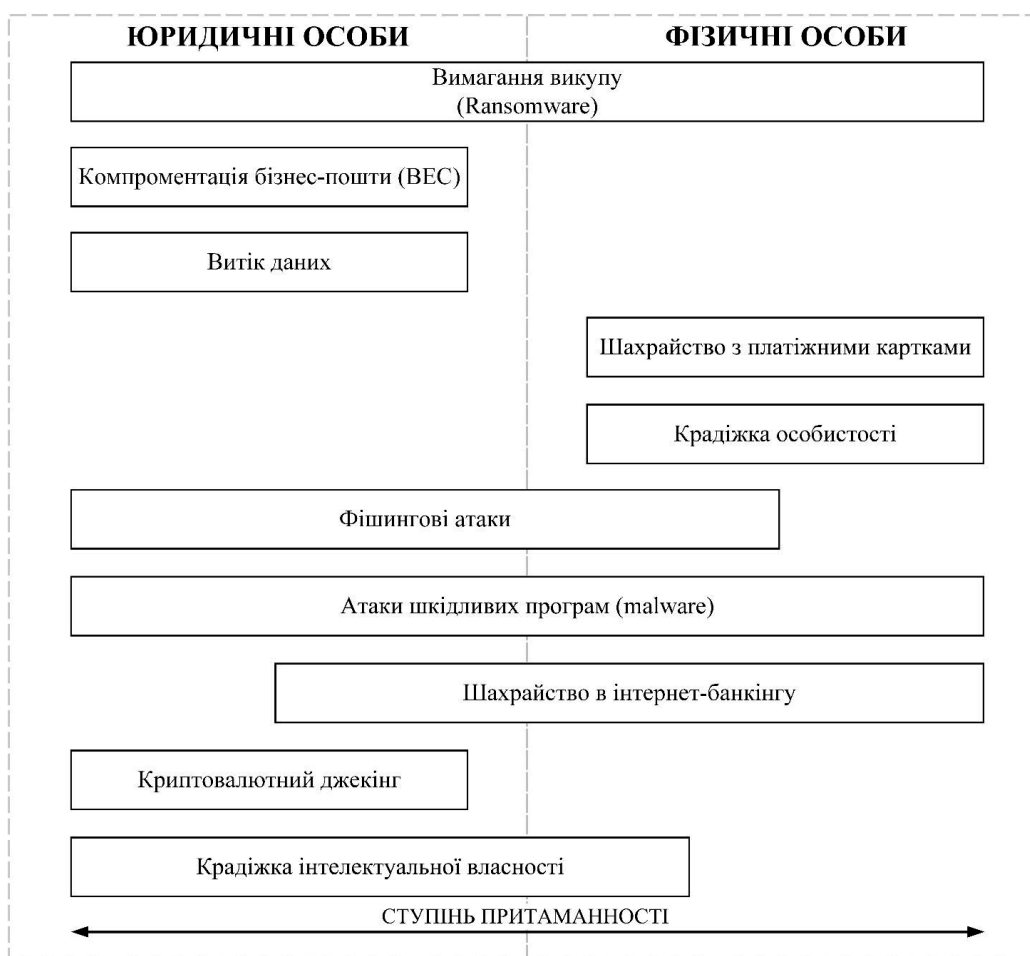 ЮРИДИЧНІ ОСОБИ
ФІЗИЧНІ ОСОБИ
Вимагання викупу
(Ransomware)
Компроментація бізнес-пошти (BEC)
Витік даних
Шахрайство з платіжними картками
Крадіжка особистості
Фішингові атаки
Атаки шкідливих програм (malware)
Шахрайство в інтернет-банкінгу
Криптовалютний джекінг
Крадіжка інтелектуальної власності
СТУПІНЬ ПРИТАМАННОСТІ